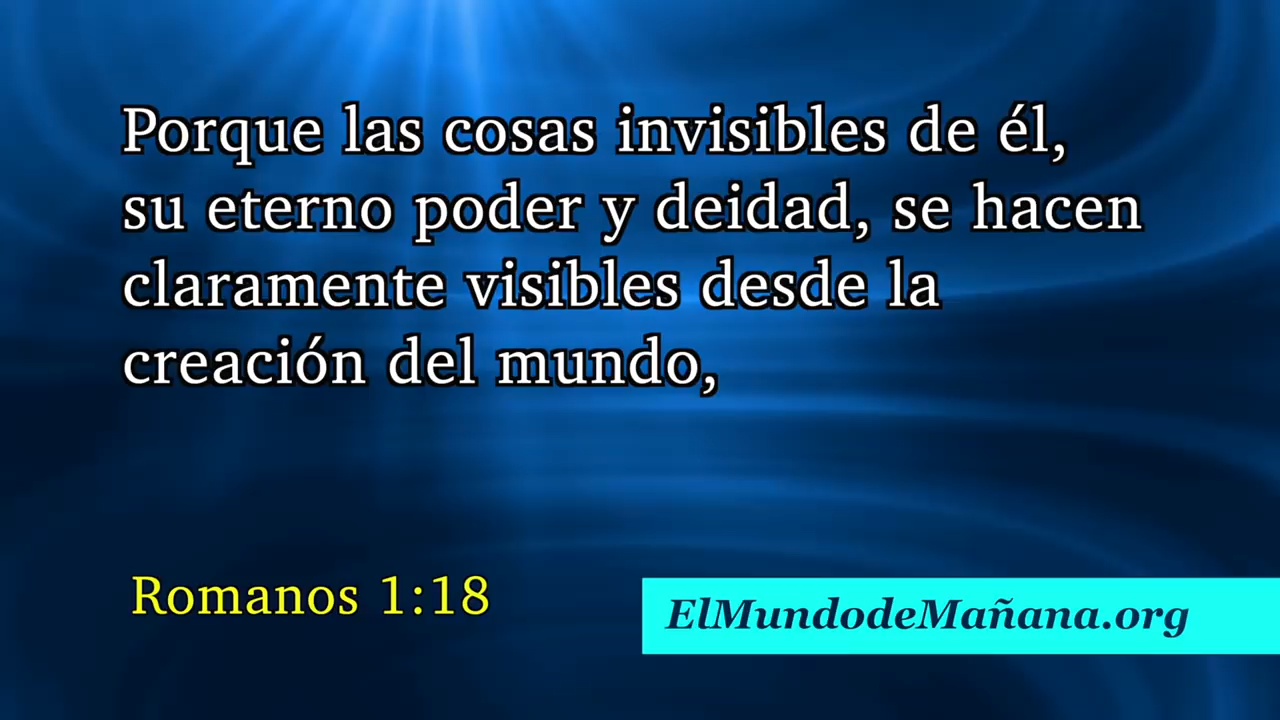 Porque las cosas invisibles de él,
su eterno poder y deidad, se hacen
claramente visibles desde la
creación del mundo,
Romanos 1:18
ElMundodeMañana.org